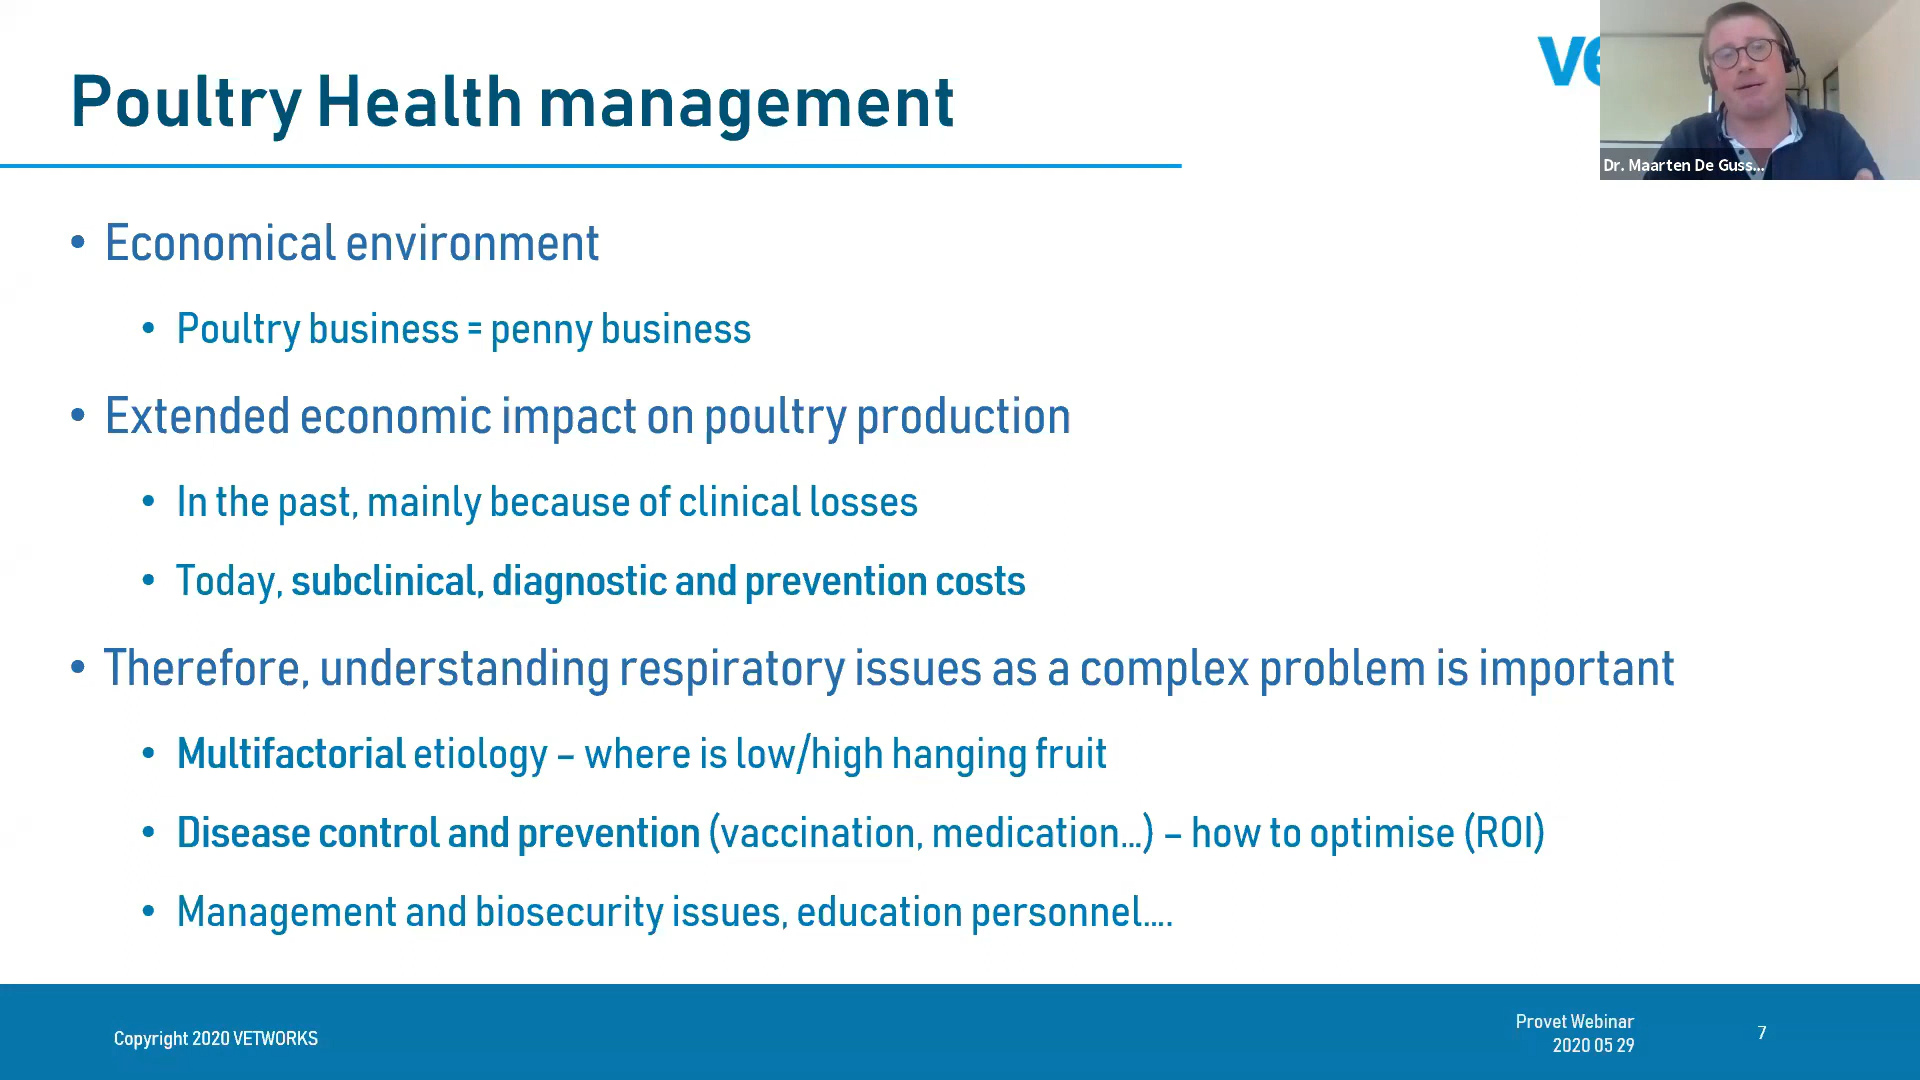 Poultry Health management
ve
Dr. Maarten De Guss...
• Economical environment
• Poultry business = penny business
• Extended economic impact on poultry production
• In the past, mainly because of clinical losses
• Today, subclinical, diagnostic and prevention costs
• Therefore, understanding respiratory issues as a complex problem is important
• Multifactorial etiology – where is low/high hanging fruit
• Disease control and prevention (vaccination, medication...) – how to optimise (ROI)
• Management and biosecurity issues, education personnel....
Copyright 2020 VETWORKS
Provet Webinar
2020 05 29
7